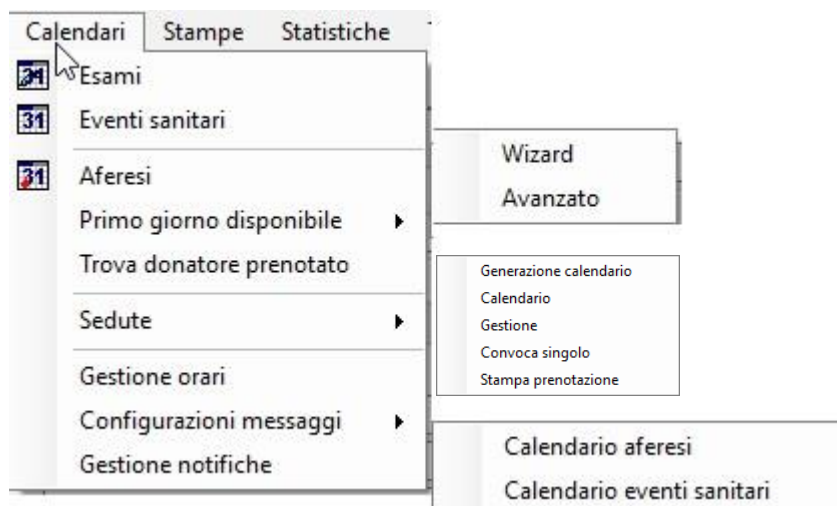 Calendari Stampe Statistiche
Esami
Eventi sanitari
Aferesi
Primo giorno disponibile
Trova donatore prenotato
Sedute
Gestione orari
Configurazioni messaggi
Gestione notifiche
Wizard
Avanzato
Generazione calendario
Calendario
Gestione
Convoca singolo
Stampa prenotazione
Calendario aferesi
Calendario eventi sanitari